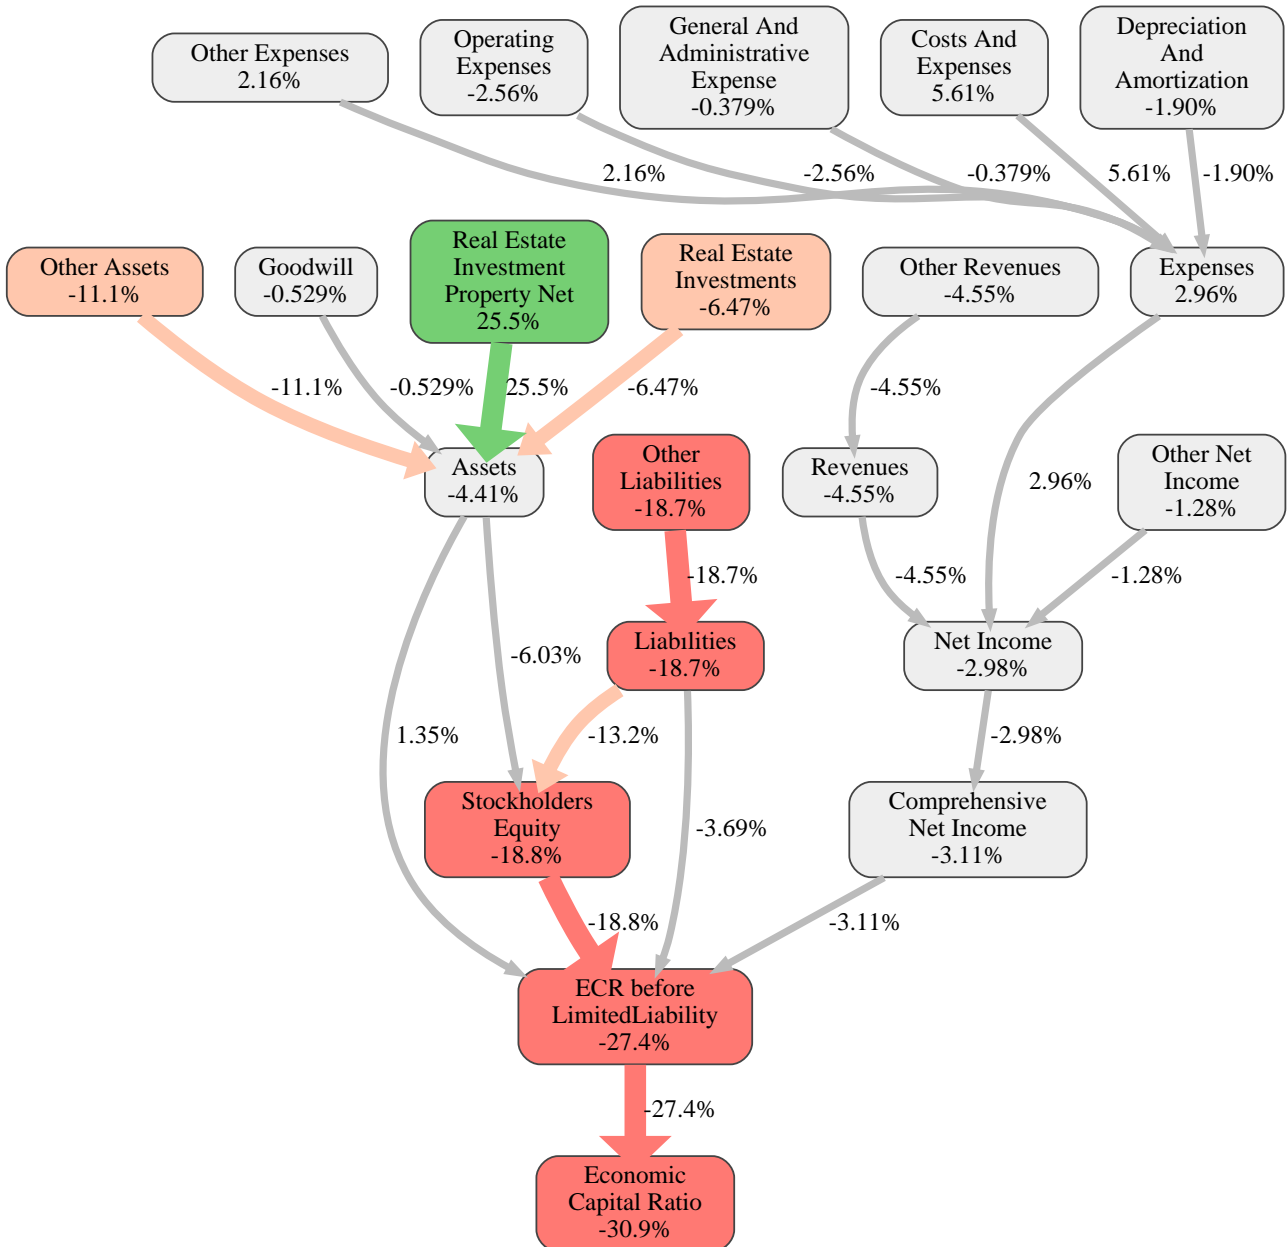 Other Expenses
2.16%
Operating
Expenses
-2.56%
General And
Administrative
Expense
-0.379%
Costs And
Expenses
5.61%
Depreciation
And
Amortization
-1.90%
2.16%
-2.56%
-0.379%
5.61%
-1.90%
Other Assets
-11.1%
Goodwill
-0.529%
Real Estate
Investment
Property Net
25.5%
Real Estate
Investments
-6.47%
Other Revenues
-4.55%
Expenses
2.96%
-11.1%
-0.529%
25.5%
-6.47%
-4.55%
Assets
-4.41%
Other
Liabilities
-18.7%
Revenues
-4.55%
2.96%
Other Net
Income
-1.28%
-18.7%
-4.55%
-1.28%
-6.03%
Liabilities
-18.7%
Net Income
-2.98%
1.35%
-13.2%
-2.98%
Stockholders
Equity
-18.8%
-3.69%
Comprehensive
Net Income
-3.11%
-18.8%
-3.11%
ECR before
LimitedLiability
-27.4%
-27.4%
Economic
Capital Ratio
-30.9%